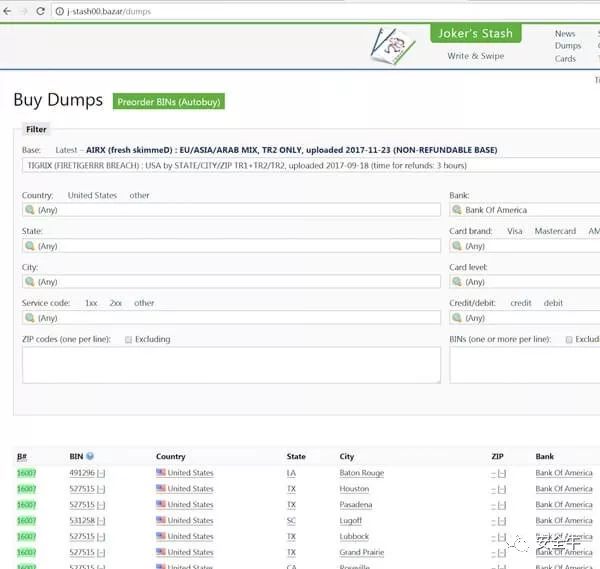 j-stash00.bazar/dumps
Joker's Stash
Write & Swipe
News
Dumps
Cards
Buy Dumps
Preorder BINs (Autobuy)
Filter
Base: Latest – AIRX (fresh skimmeD) : EU/ASIA/ARAB MIX, TR2 ONLY, uploaded 2017-11-23 (NON-REFUNDABLE BASE)
TIGRIX (FIRETIGERRR BREACH) : USA by STATE/CITY/ZIP TR1+TR2/TR2, uploaded 2017-09-18 (time for refunds: 3 hours)
Country: United States other
(Any)
Bank:
Bank Of America
State:
(Any)
Card brand: Visa Mastercard AM
(Any)
City:
(Any)
Card level:
(Any)
Service code: 1xx 2xx other
(Any)
Credit/debit: credit debit
(Any)
ZIP codes (one per line): Excluding
BINs (one or more per line): Exclud
B# BIN Country State City ZIP Bank
16007 491296 [–] United States LA Baton Rouge – [–] Bank Of America
16007 527515 [–] United States TX Houston – [–] Bank Of America
16007 527515 [–] United States TX Pasadena – [–] Bank Of America
16007 531258 [–] United States SC Lugoff – [–] Bank Of America
16007 527515 [–] United States TX Lubbock – [–] Bank Of America
16007 527515 [–] United States TX Grand Prairie – [–] Bank Of America
16007 527515 [–] United States CA Roseville – [–] Bank Of America
安全牛